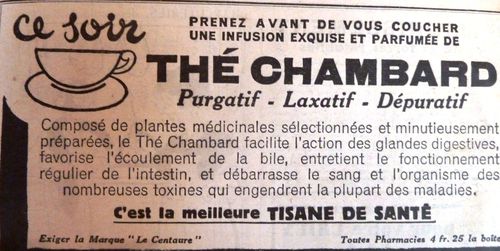 ce soir
PRENEZ AVANT DE VOUS COUCHER
UNE INFUSION EXQUISE ET PARFUMÉE DE
THÉ CHAMBARD
Purgatif - Laxatif - Dépuratif
Composé de plantes médicinales sélectionnées et minutieusement
préparées, le Thé Chambard facilite l'action des glandes digestives,
favorise l'écoulement de la bile, entretient le fonctionnement
régulier de l'intestin, et débarrasse le sang et l'organisme des
nombreuses toxines qui engendrent la plupart des maladies.
C'est la meilleure TISANE DE SANTÉ
Exiger la Marque "Le Centaure"
Toutes Pharmacies 4 fr. 25 la boîte